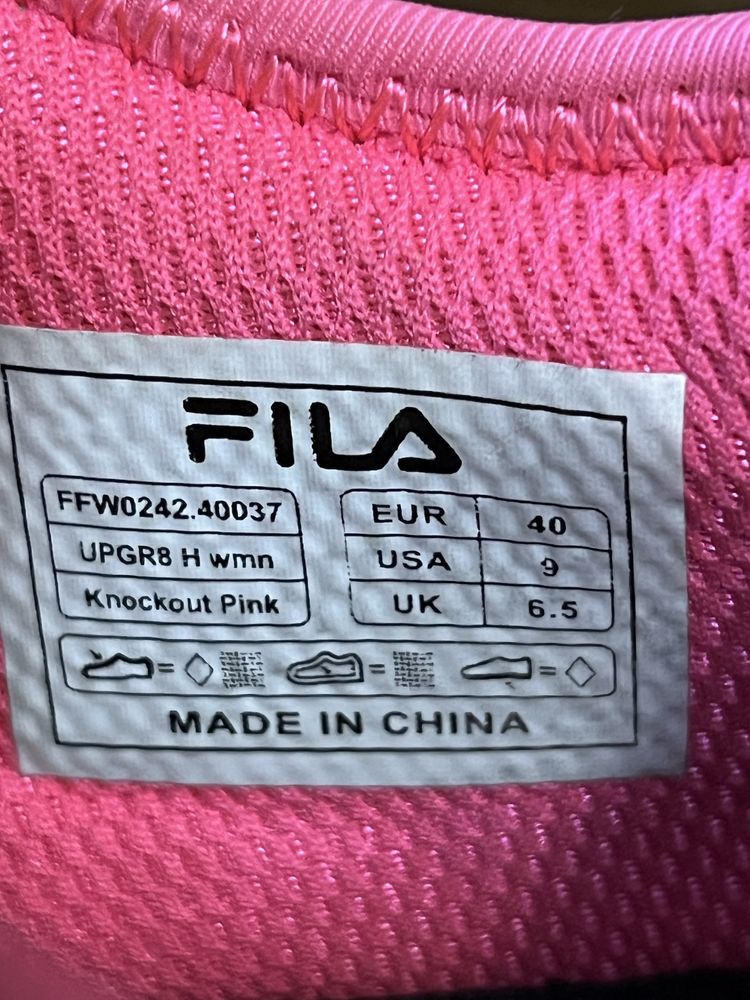 FILA
FFW0242.40037
UPGR8 H wmn
Knockout Pink
EUR 40
USA 9
UK 6.5
= =  =
MADE IN CHINA